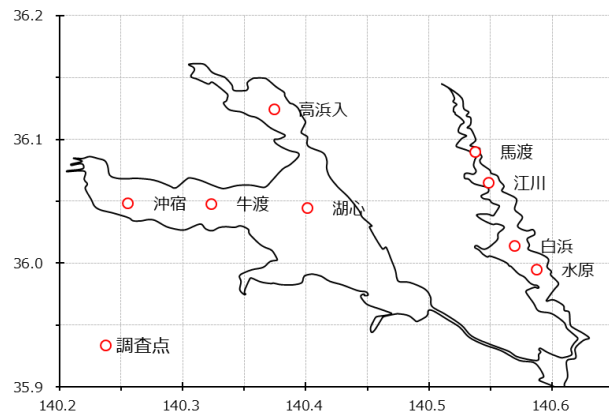 36.2
高浜入
36.1
馬渡
江川
沖宿
牛渡
湖心
白浜
36.0
水原
調査点
35.9
140.2
140.3
140.4
140.5
140.6